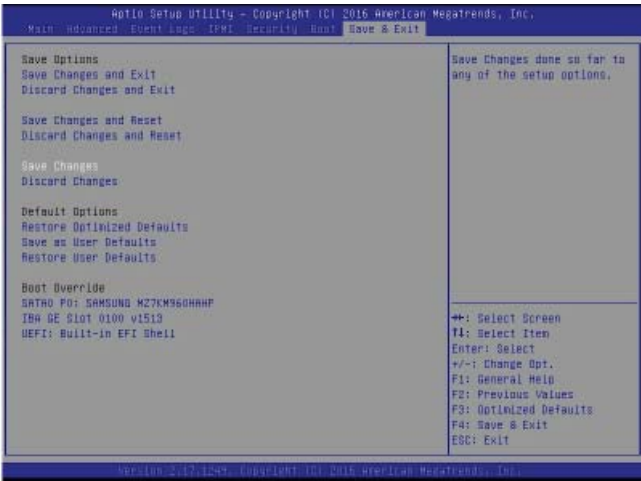 Aptio Setup Utility - Copyright (C) 2016 American Megatrends, Inc.
Main Advanced Event Logs IPMI Security Boot Save & Exit
Save Options
Save Changes and Exit
Discard Changes and Exit
Save Changes and Reset
Discard Changes and Reset
Save Changes
Discard Changes
Default Options
Restore Optimized Defaults
Save as User Defaults
Restore User Defaults
Boot Override
SATA0 P0: SAMSUNG MZ7KM960HAHP
IBA GE Slot 0100 v1513
UEFI: Built-in EFI Shell
Save Changes done so far to
any of the setup options.
→←: Select Screen
↑↓: Select Item
Enter: Select
+/-: Change Opt.
F1: General Help
F2: Previous Values
F3: Optimized Defaults
F4: Save & Exit
ESC: Exit
Version 2.17.1249. Copyright (C) 2016 American Megatrends, Inc.